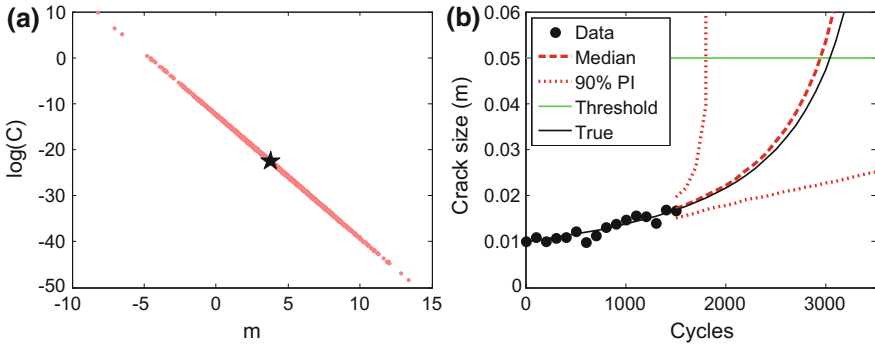 (a)
log(C)
10
0
-10
-20
-30
-40
-50
-10
-5
0
5
10
15
m
(b)
Crack size (m)
0.06
0.05
0.04
0.03
0.02
0.01
0
0
1000
2000
3000
Cycles
Data
Median
90% PI
Threshold
True